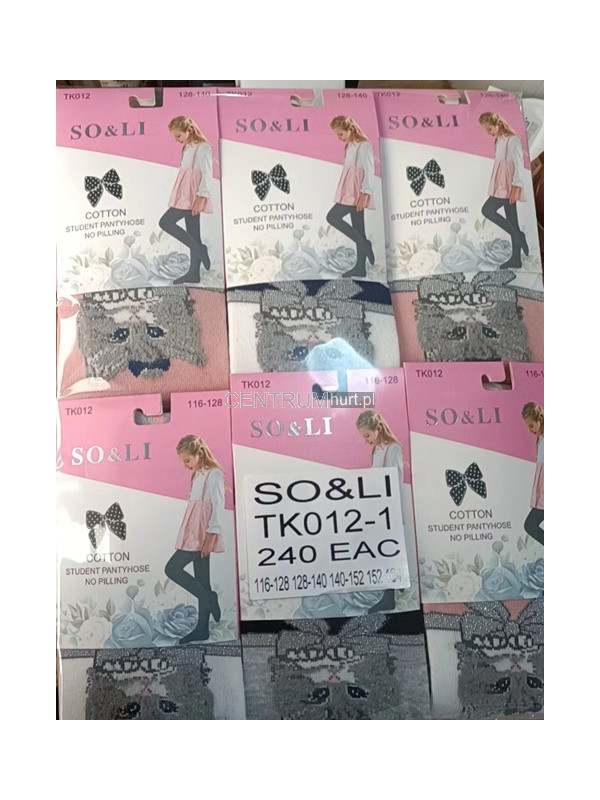 TK012
128-140
SO&LI
COTTON
STUDENT PANTYHOSE
NO PILLING
TK012
128-140
SO&LI
COTTON
STUDENT PANTYHOSE
NO PILLING
TK012
128-140
SO&LI
COTTON
STUDENT PANTYHOSE
NO PILLING
CENTRUMhurt.pl
TK012
116-128
SO&LI
COTTON
STUDENT PANTYHOSE
NO PILLING
TK012
116-128
SO&LI
SO&LI
TK012-1
240 EAC
116-128 128-140 140-152 152
TK012
SO&LI
COTTON
STUDENT PANTYHOSE
NO PILLING